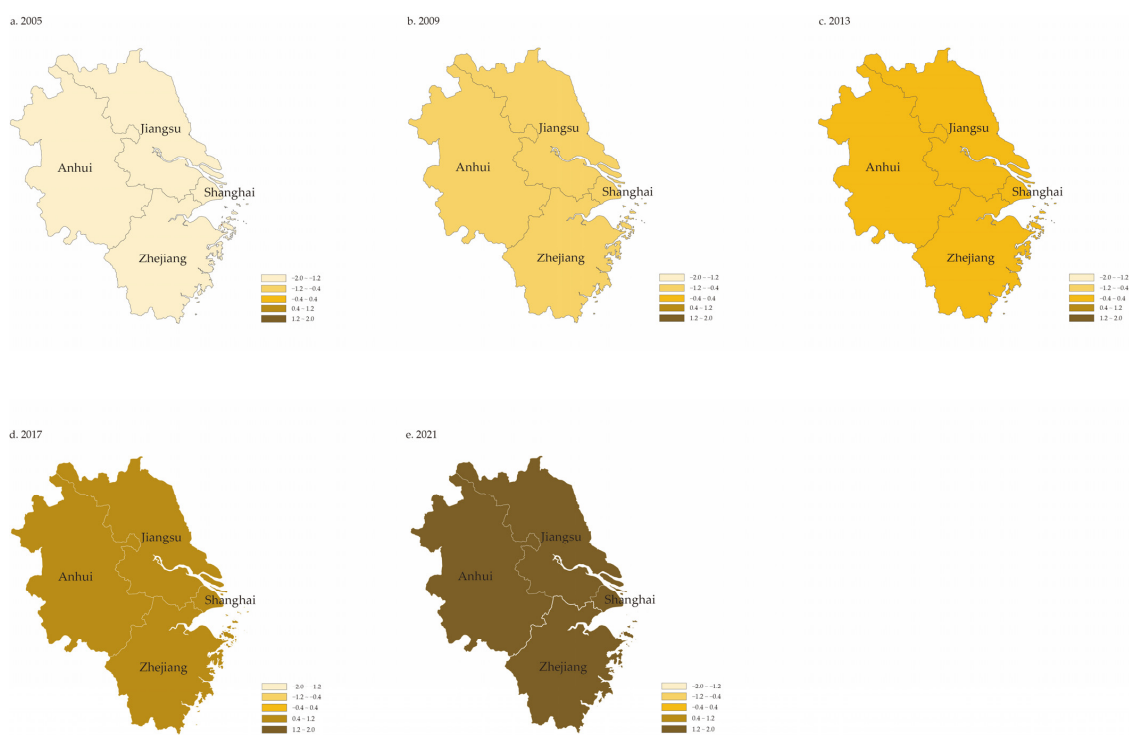 a. 2005
b. 2009
c. 2013
Jiangsu
Anhui
Shanghai
Zhejiang
-2.0 – -1.2
-1.2 – -0.4
-0.4 – 0.4
0.4 – 1.2
1.2 – 2.0
Jiangsu
Anhui
Shanghai
Zhejiang
-2.0 – -1.2
-1.2 – -0.4
-0.4 – 0.4
0.4 – 1.2
1.2 – 2.0
Jiangsu
Anhui
Shanghai
Zhejiang
-2.0 – -1.2
-1.2 – -0.4
-0.4 – 0.4
0.4 – 1.2
1.2 – 2.0
d. 2017
e. 2021
Jiangsu
Anhui
Shanghai
Zhejiang
2.0 1.2
-1.2 – -0.4
-0.4 – 0.4
0.4 – 1.2
1.2 – 2.0
Jiangsu
Anhui
Shanghai
Zhejiang
-2.0 – -1.2
-1.2 – -0.4
-0.4 – 0.4
0.4 – 1.2
1.2 – 2.0